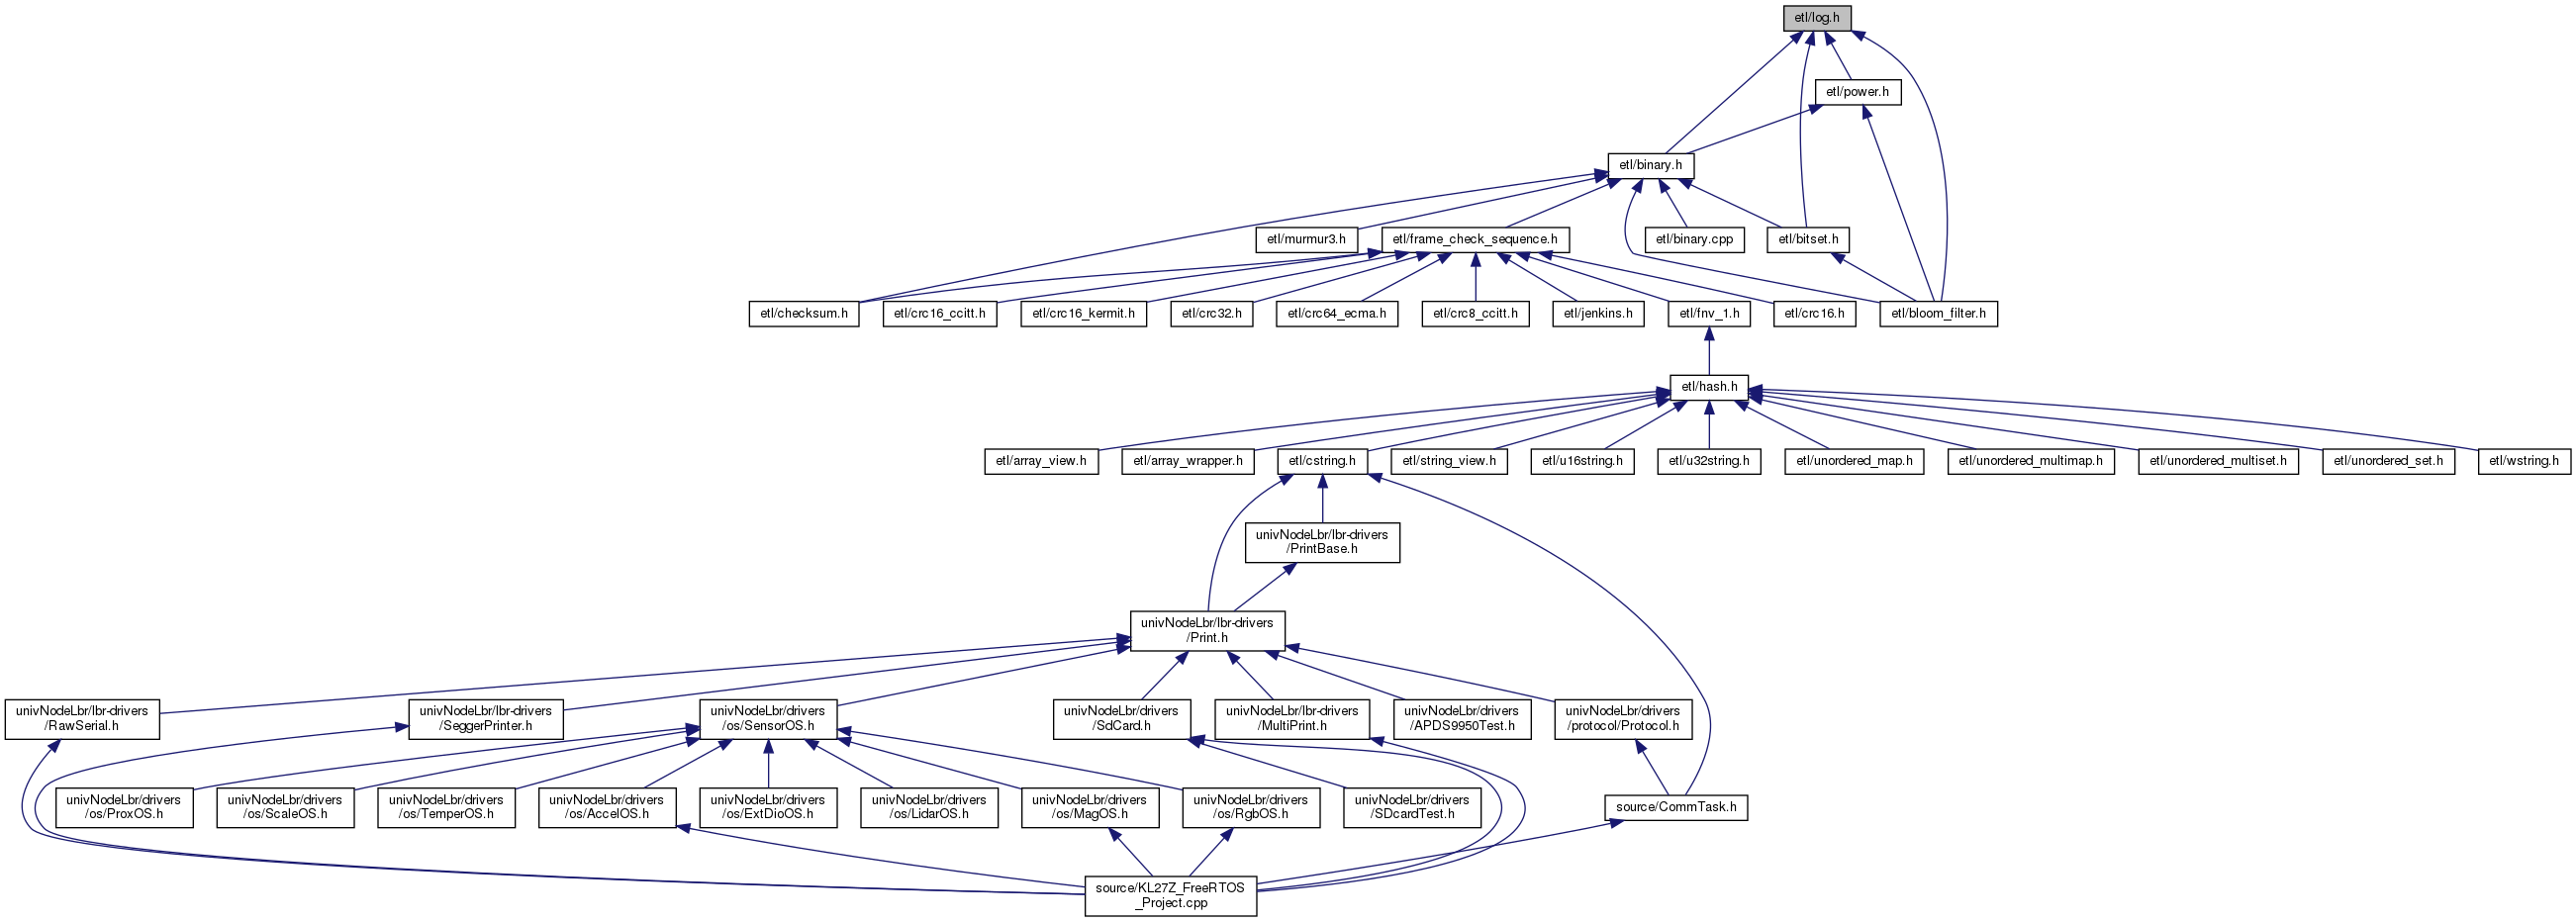 etl/log.h
etl/power.h
etl/binary.h
etl/murmur3.h
etl/frame_check_sequence.h
etl/binary.cpp
etl/bitset.h
etl/checksum.h
etl/crc16_ccitt.h
etl/crc16_kermit.h
etl/crc32.h
etl/crc64_ecma.h
etl/crc8_ccitt.h
etl/jenkins.h
etl/fnv_1.h
etl/crc16.h
etl/bloom_filter.h
etl/hash.h
etl/array_view.h
etl/array_wrapper.h
etl/cstring.h
etl/string_view.h
etl/u16string.h
etl/u32string.h
etl/unordered_map.h
etl/unordered_multimap.h
etl/unordered_multiset.h
etl/unordered_set.h
etl/wstring.h
univNodeLbr/lbr-drivers
/PrintBase.h
univNodeLbr/lbr-drivers
/Print.h
univNodeLbr/lbr-drivers
/RawSerial.h
univNodeLbr/lbr-drivers
/SeggerPrinter.h
univNodeLbr/drivers
/os/SensorOS.h
univNodeLbr/drivers
/SdCard.h
univNodeLbr/lbr-drivers
/MultiPrint.h
univNodeLbr/drivers
/APDS9950Test.h
univNodeLbr/drivers
/protocol/Protocol.h
univNodeLbr/drivers
/os/ProxOS.h
univNodeLbr/drivers
/os/ScaleOS.h
univNodeLbr/drivers
/os/TemperOS.h
univNodeLbr/drivers
/os/AccelOS.h
univNodeLbr/drivers
/os/ExtDioOS.h
univNodeLbr/drivers
/os/LidarOS.h
univNodeLbr/drivers
/os/MagOS.h
univNodeLbr/drivers
/os/RgbOS.h
univNodeLbr/drivers
/SDcardTest.h
source/CommTask.h
source/KL27Z_FreeRTOS
_Project.cpp